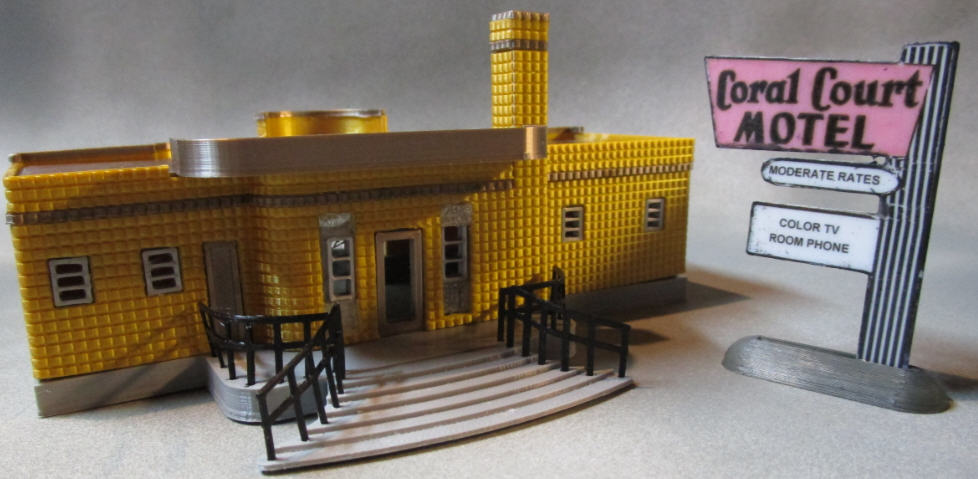 Coral Court
MOTEL
MODERATE RATES
COLOR TV
ROOM PHONE